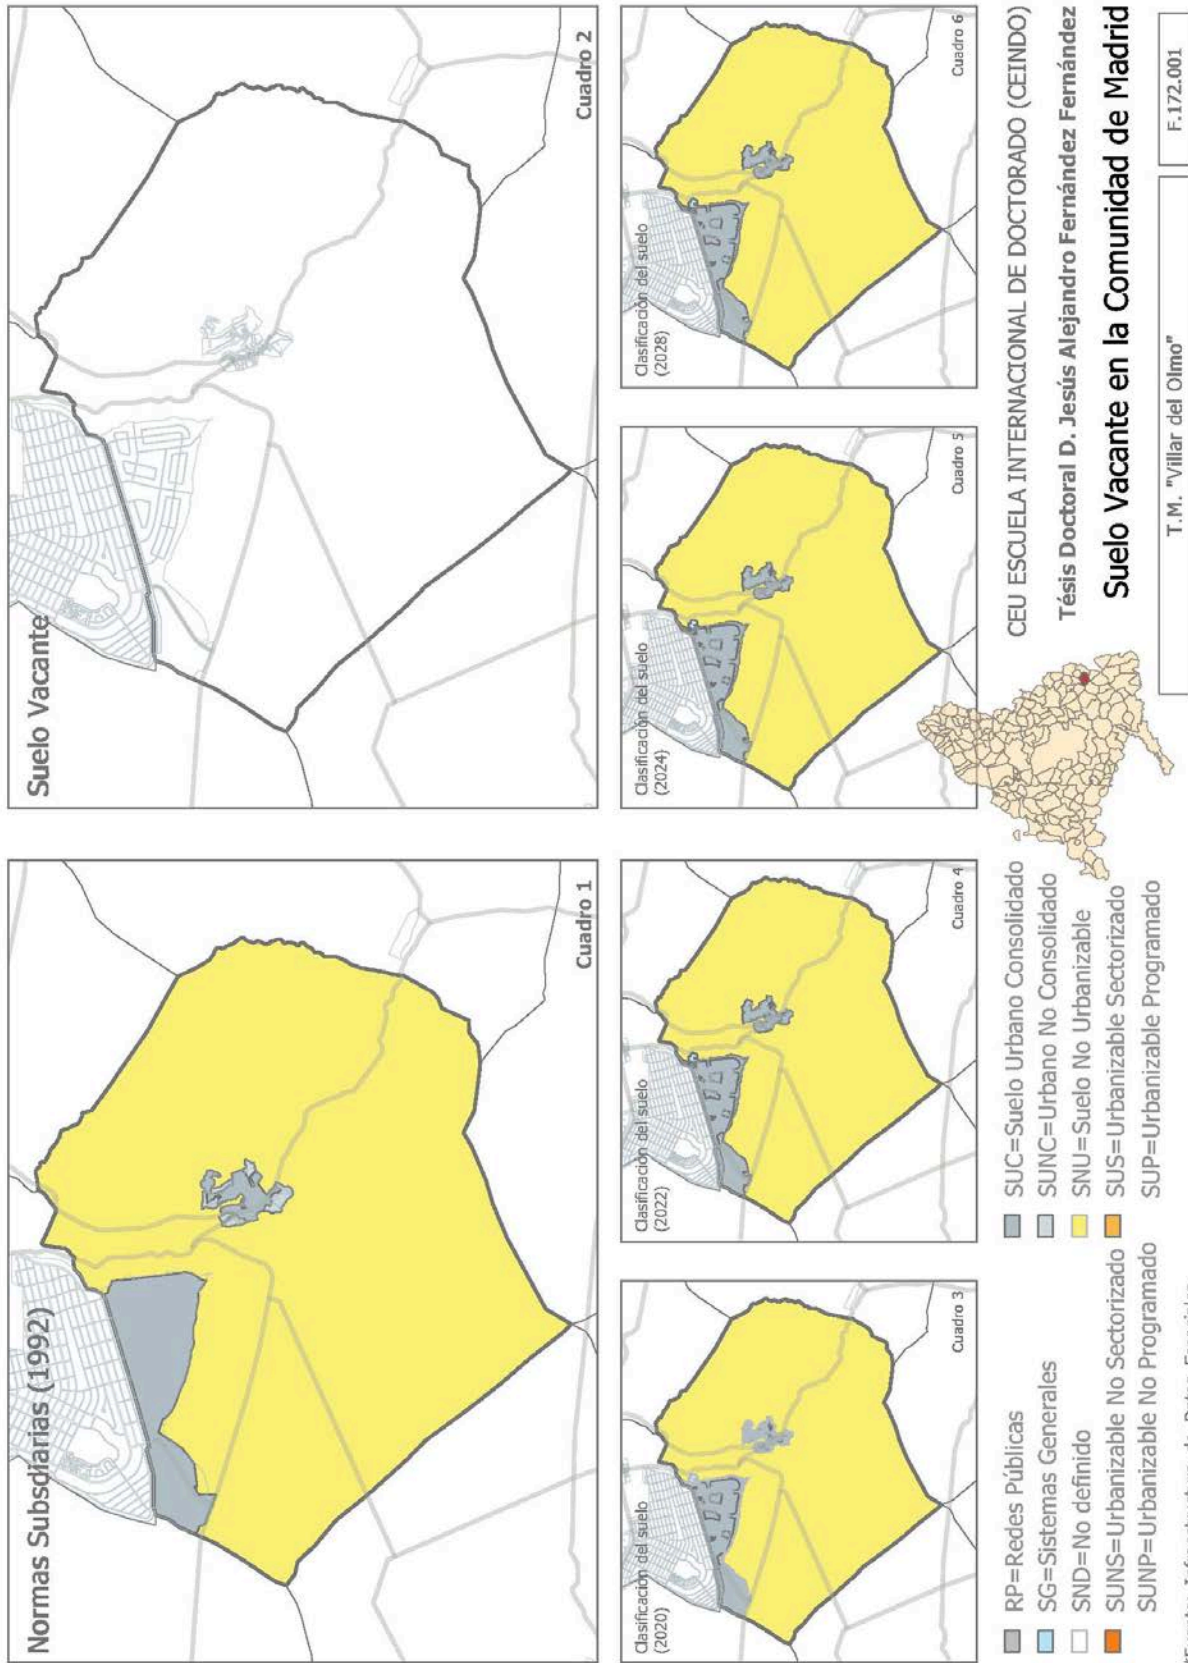 Normas Subsdiarias (1992)
Cuadro 1
Suelo Vacante
Cuadro 2
Clasificación del suelo
(2020)
Cuadro 3
Clasificación del suelo
(2022)
Cuadro 4
Clasificación del suelo
(2024)
Cuadro 5
Clasificación del suelo
(2028)
Cuadro 6
RP=Redes Públicas
SG=Sistemas Generales
SND=No definido
SUNS=Urbanizable No Sectorizado
SUNP=Urbanizable No Programado
SUC=Suelo Urbano Consolidado
SUNC=Urbano No Consolidado
SNU=Suelo No Urbanizable
SUS=Urbanizable Sectorizado
SUP=Urbanizable Programado
CEU ESCUELA INTERNACIONAL DE DOCTORADO (CEINDO)
Tésis Doctoral D. Jesús Alejandro Fernández Fernández
Suelo Vacante en la Comunidad de Madrid
T.M. "Villar del Olmo"
F.172.001